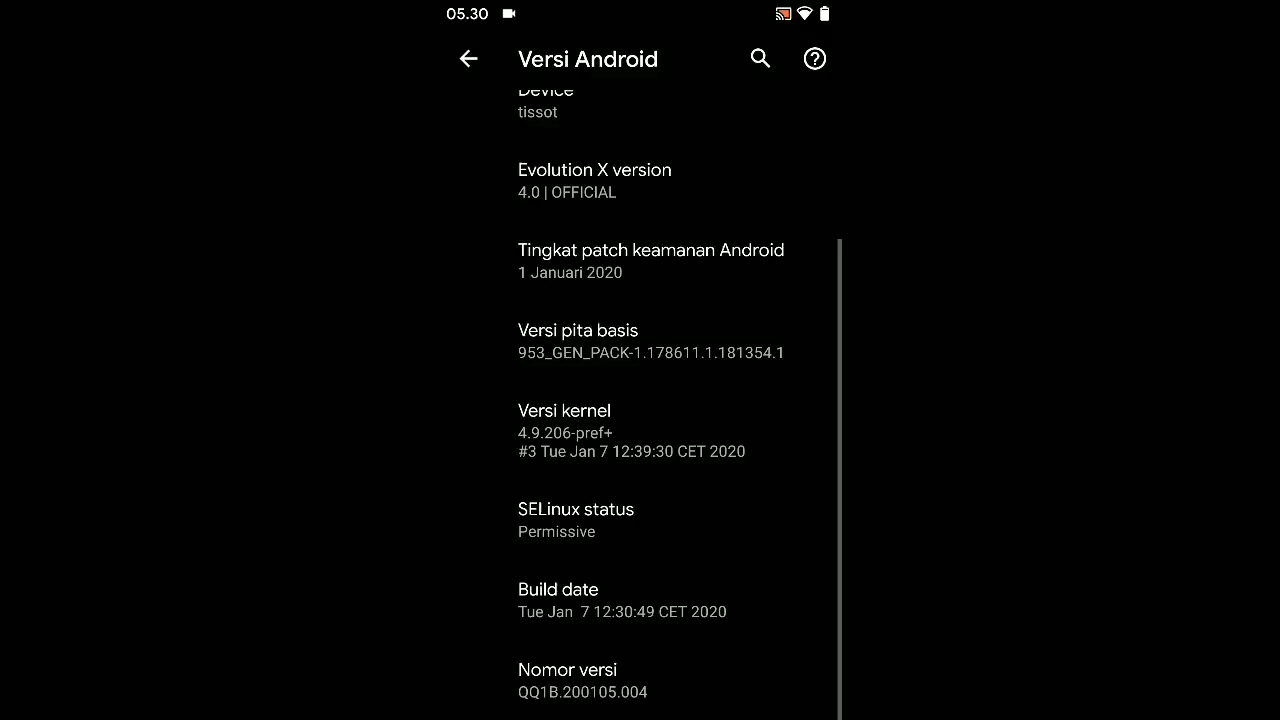 05.30
Versi Android
Device
tissot
Evolution X version
4.0 | OFFICIAL
Tingkat patch keamanan Android
1 Januari 2020
Versi pita basis
953_GEN_PACK-1.178611.1.181354.1
Versi kernel
4.9.206-pref+
#3 Tue Jan 7 12:39:30 CET 2020
SELinux status
Permissive
Build date
Tue Jan  7 12:30:49 CET 2020
Nomor versi
QQ1B.200105.004